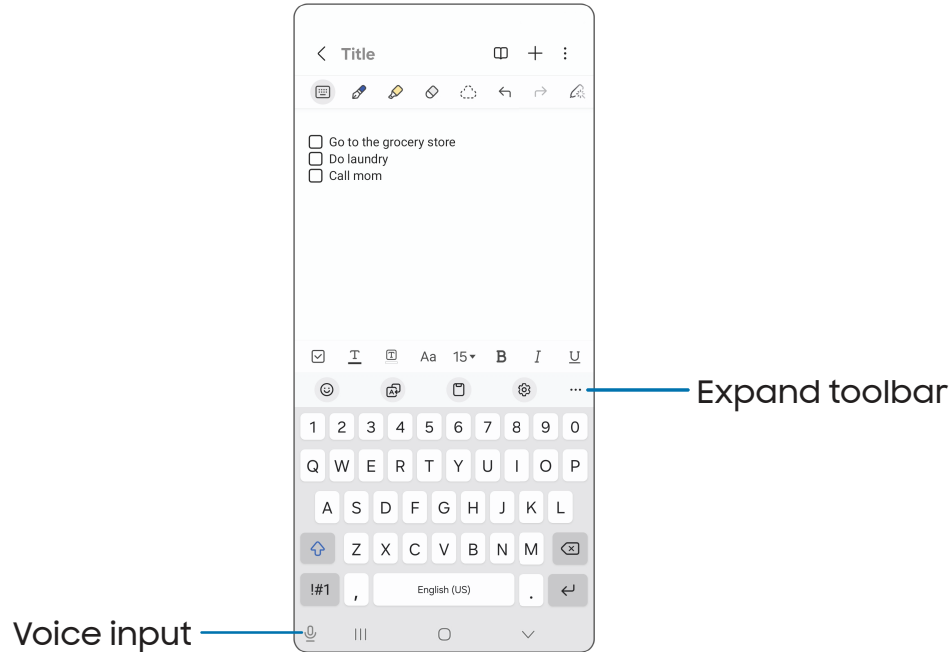 Title
Go to the grocery store
Do laundry
Call mom
T T Aa 15 B I U
A
Expand toolbar
1 2 3 4 5 6 7 8 9 0
Q W E R T Y U I O P
A S D F G H J K L
Z X C V B N M
!#1 , English (US) .
Voice input